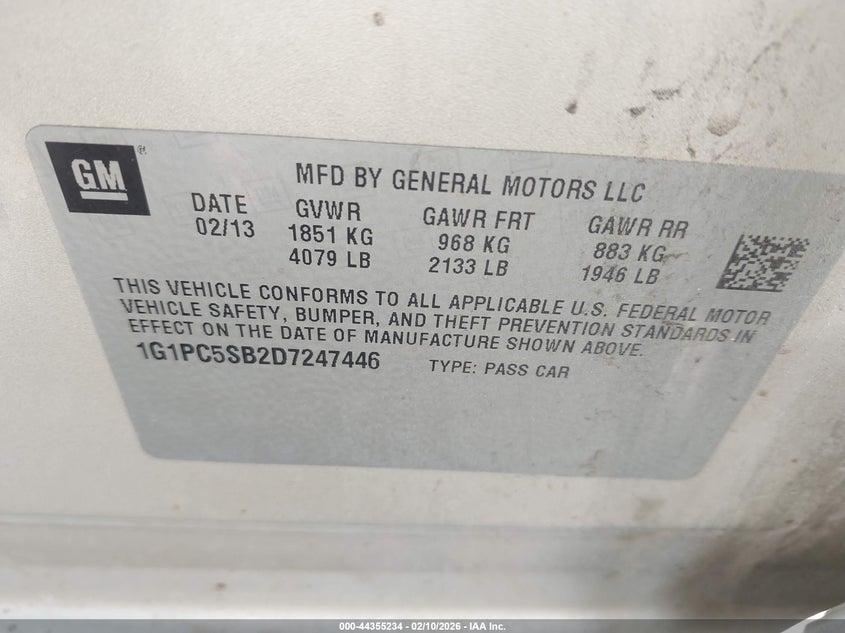 GM
MFD BY GENERAL MOTORS LLC
DATE GVWR GAWR FRT GAWR RR
02/13 1851 KG 968 KG 883 KG
4079 LB 2133 LB 1946 LB
THIS VEHICLE CONFORMS TO ALL APPLICABLE U.S. FEDERAL MOTOR
VEHICLE SAFETY, BUMPER, AND THEFT PREVENTION STANDARDS IN
EFFECT ON THE DATE OF MANUFACTURE SHOWN ABOVE.
1G1PC5SB2D7247446 TYPE: PASS CAR
000-44355234 - 02/10/2026 - IAA Inc.